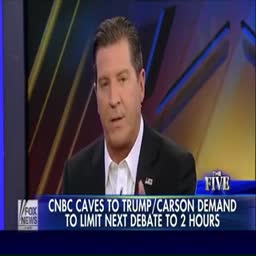 THE
FIVE
CNBC CAVES TO TRUMP/CARSON DEMAND
TO LIMIT NEXT DEBATE TO 2 HOURS
FOX
NEWS